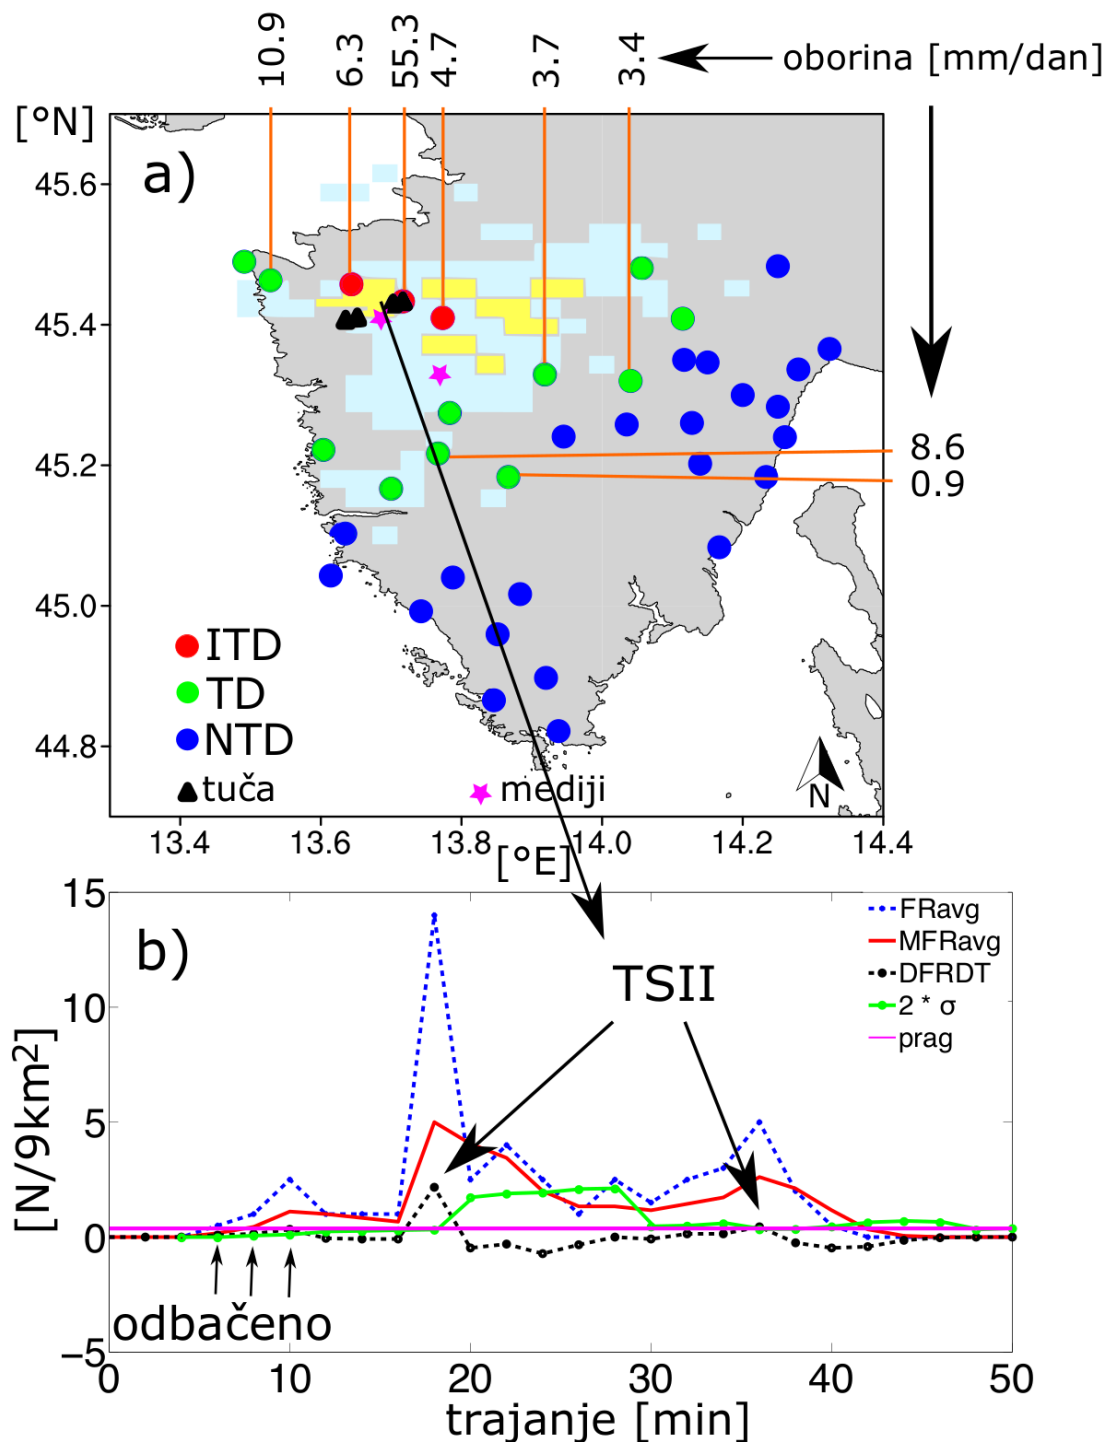 10.9
6.3
55.3
4.7
3.7
3.4
oborina [mm/dan]
[°N]
a)
45.6
45.4
45.2
45.0
44.8
8.6
0.9
ITD
TD
NTD
tuča
mediji
N
13.4
13.6
13.8
14.0
14.2
14.4
[°E]
15
10
5
0
−5
[N/9km²]
b)
TSII
FRavg
MFRavg
DFRDT
2 * σ
prag
odbačeno
0
10
20
30
40
50
trajanje [min]